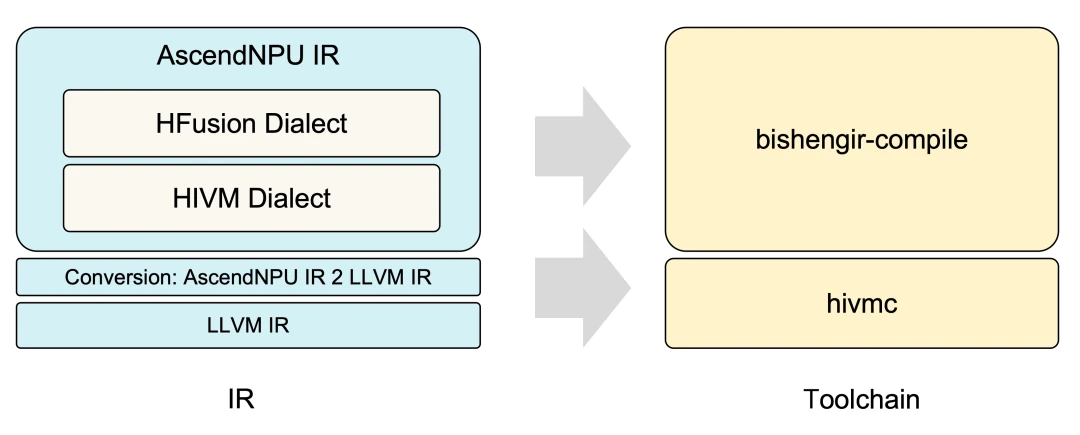 AscendNPU IR
HFusion Dialect
HIVM Dialect
Conversion: AscendNPU IR 2 LLVM IR
LLVM IR
IR
bishengir-compile
hivmc
Toolchain